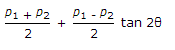 p₁ + p₂ / 2 + p₁ - p₂ / 2 tan 2θ